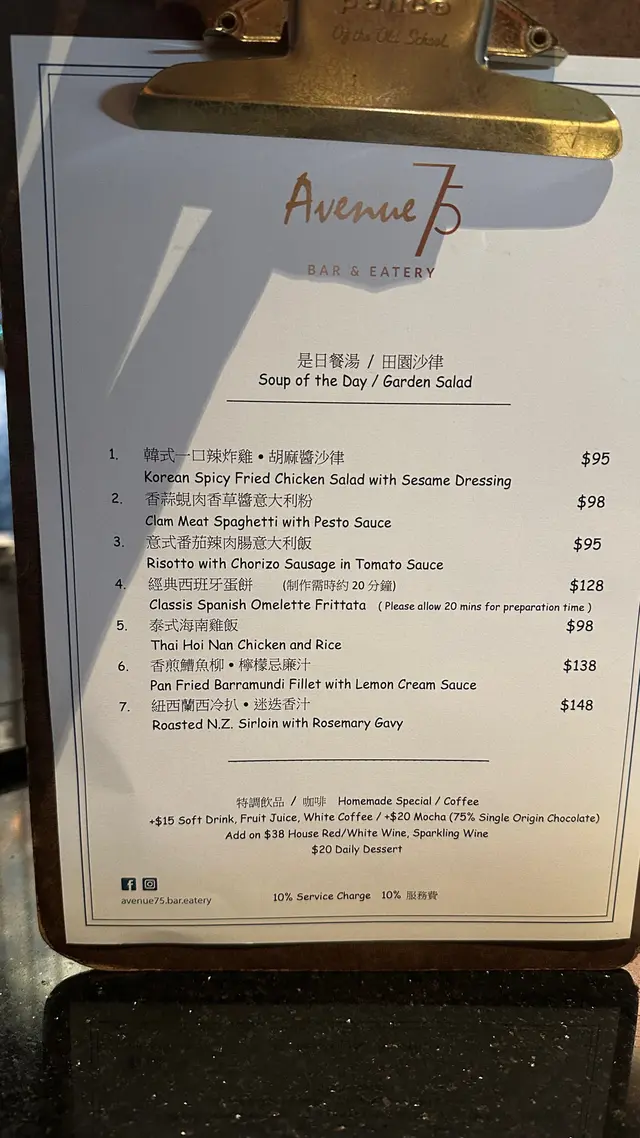 Of the Old School
Avenue 75
BAR & EATERY
是日餐湯 / 田園沙律
Soup of the Day / Garden Salad
1. 韓式一口辣炸雞 • 胡麻醬沙律 $95
Korean Spicy Fried Chicken Salad with Sesame Dressing
2. 香蒜蜆肉香草醬意大利粉 $98
Clam Meat Spaghetti with Pesto Sauce
3. 意式番茄辣肉腸意大利飯 $95
Risotto with Chorizo Sausage in Tomato Sauce
4. 經典西班牙蛋餅 (制作需時約 20 分鐘) $128
Classis Spanish Omelette Frittata ( Please allow 20 mins for preparation time )
5. 泰式海南雞飯 $98
Thai Hoi Nan Chicken and Rice
6. 香煎鰽魚柳 • 檸檬忌廉汁 $138
Pan Fried Barramundi Fillet with Lemon Cream Sauce
7. 紐西蘭西冷扒 • 迷迭香汁 $148
Roasted N.Z. Sirloin with Rosemary Gavy
特調飲品 / 咖啡 Homemade Special / Coffee
+$15 Soft Drink, Fruit Juice, White Coffee / +$20 Mocha (75% Single Origin Chocolate)
Add on $38 House Red/White Wine, Sparkling Wine
$20 Daily Dessert
avenue75.bar.eatery
10% Service Charge 10% 服務費